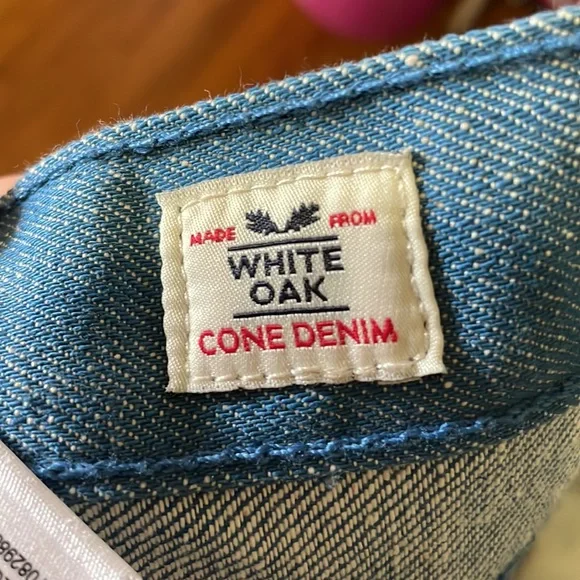 MADE FROM
WHITE
OAK
CONE DENIM